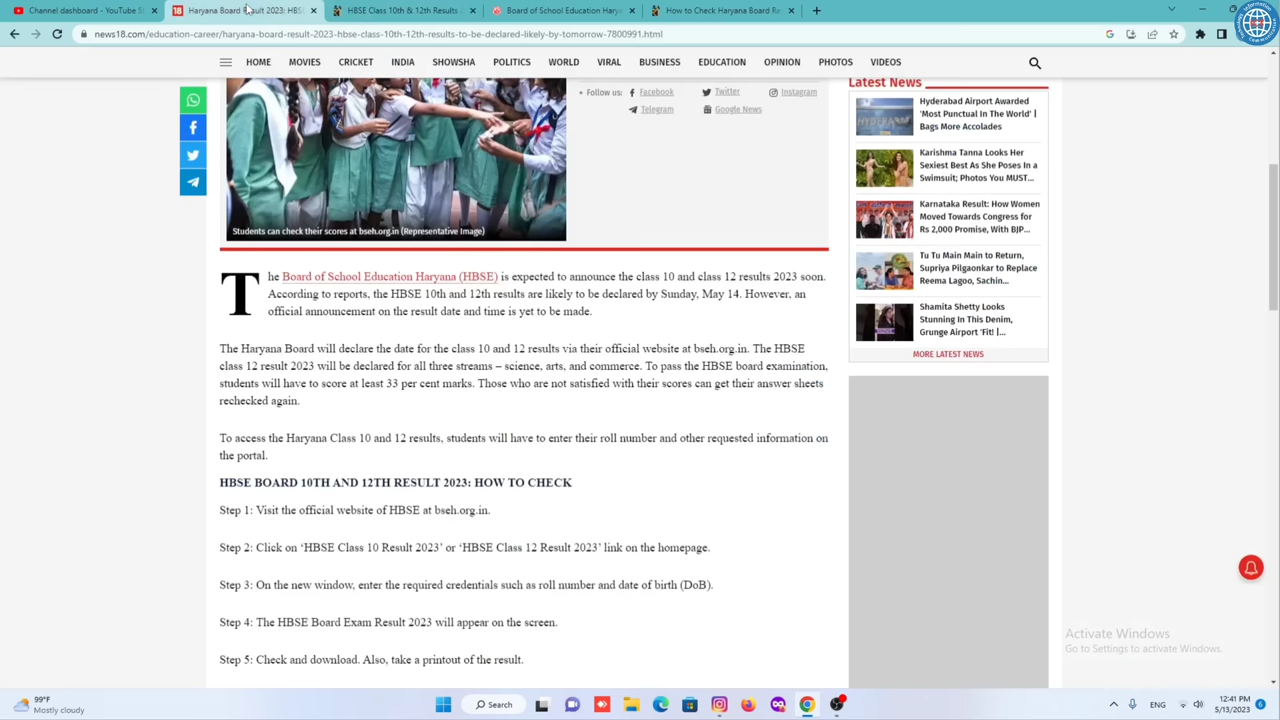 Channel dashboard - YouTube S
Haryana Board Result 2023: HBS
HBSE Class 10th & 12th Results
Board of School Education Harya
How to Check Haryana Board Re
news18.com/education-career/haryana-board-result-2023-hbse-class-10th-12th-results-to-be-declared-likely-by-tomorrow-7800991.html
HOME MOVIES CRICKET INDIA SHOWSHA POLITICS WORLD VIRAL BUSINESS EDUCATION OPINION PHOTOS VIDEOS
Follow us: Facebook Twitter Instagram
Telegram Google News
Students can check their scores at bseh.org.in (Representative Image)
The Board of School Education Haryana (HBSE) is expected to announce the class 10 and class 12 results 2023 soon.
According to reports, the HBSE 10th and 12th results are likely to be declared by Sunday, May 14. However, an
official announcement on the result date and time is yet to be made.
The Haryana Board will declare the date for the class 10 and 12 results via their official website at bseh.org.in. The HBSE
class 12 result 2023 will be declared for all three streams – science, arts, and commerce. To pass the HBSE board examination,
students will have to score at least 33 per cent marks. Those who are not satisfied with their scores can get their answer sheets
rechecked again.
To access the Haryana Class 10 and 12 results, students will have to enter their roll number and other requested information on
the portal.
HBSE BOARD 10TH AND 12TH RESULT 2023: HOW TO CHECK
Step 1: Visit the official website of HBSE at bseh.org.in.
Step 2: Click on ‘HBSE Class 10 Result 2023’ or ‘HBSE Class 12 Result 2023’ link on the homepage.
Step 3: On the new window, enter the required credentials such as roll number and date of birth (DoB).
Step 4: The HBSE Board Exam Result 2023 will appear on the screen.
Step 5: Check and download. Also, take a printout of the result.
Latest News
Hyderabad Airport Awarded
'Most Punctual In The World' |
Bags More Accolades
Karishma Tanna Looks Her
Sexiest Best As She Poses In a
Swimsuit; Photos You MUST...
Karnataka Result: How Women
Moved Towards Congress for
Rs 2,000 Promise, With BJP...
Tu Tu Main Main to Return,
Supriya Pilgaonkar to Replace
Reema Lagoo, Sachin...
Shamita Shetty Looks
Stunning In This Denim,
Grunge Airport 'Fit! |...
MORE LATEST NEWS
Activate Windows
Go to Settings to activate Windows.
99°F
Mostly cloudy
Search
ENG
12:41 PM
5/13/2023